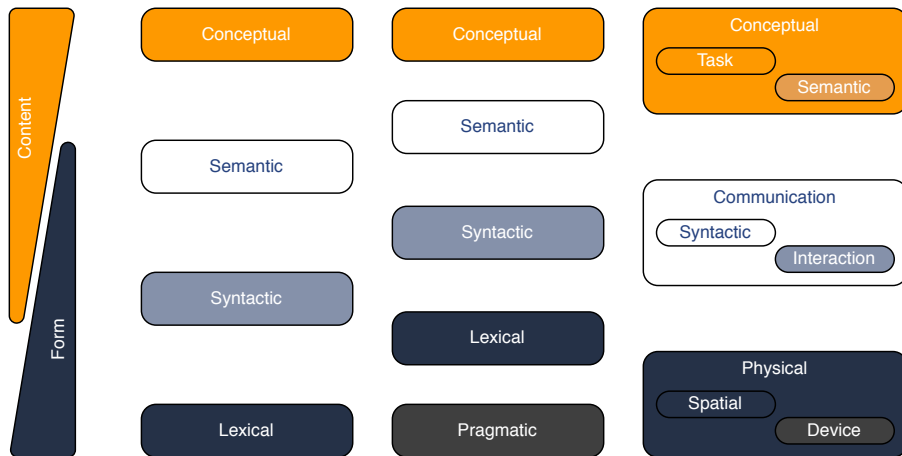 Content
Form
Conceptual
Semantic
Syntactic
Lexical
Conceptual
Semantic
Syntactic
Lexical
Pragmatic
Conceptual
Task
Semantic
Communication
Syntactic
Interaction
Physical
Spatial
Device